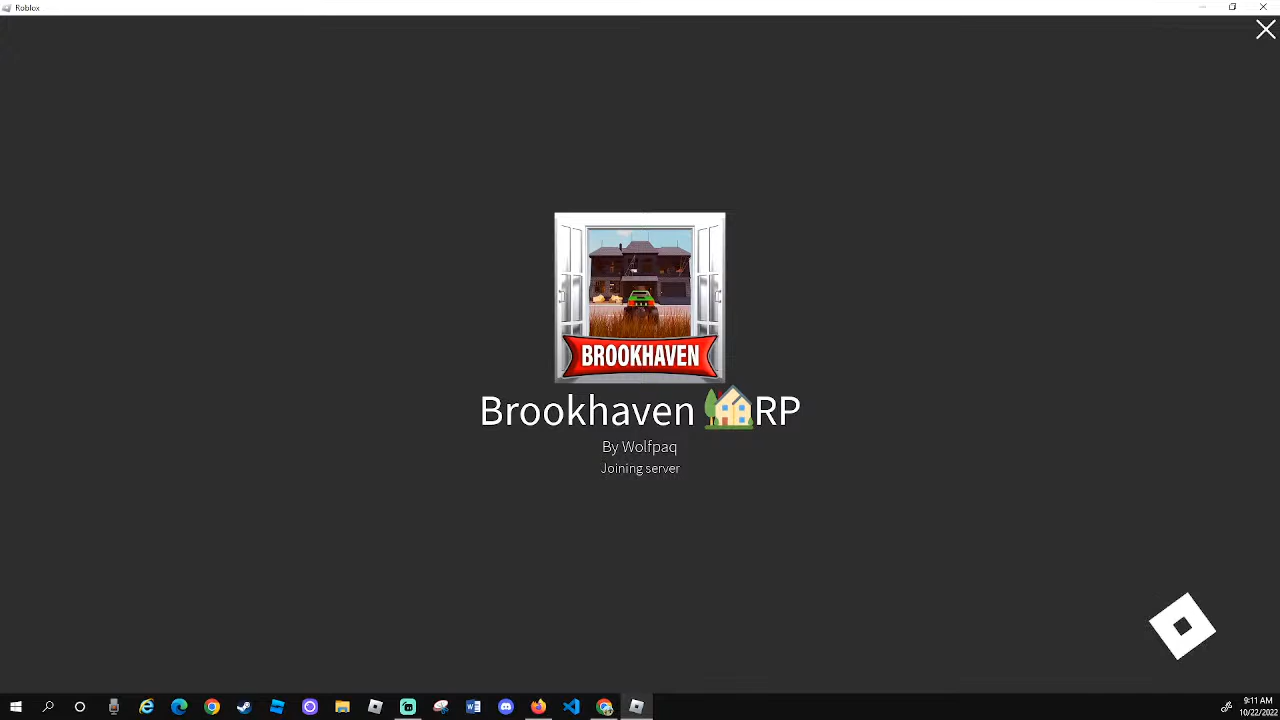 Roblox
BROOKHAVEN
Brookhaven 🏡RP
By Wolfpaq
Joining server
9:11 AM
10/22/2022